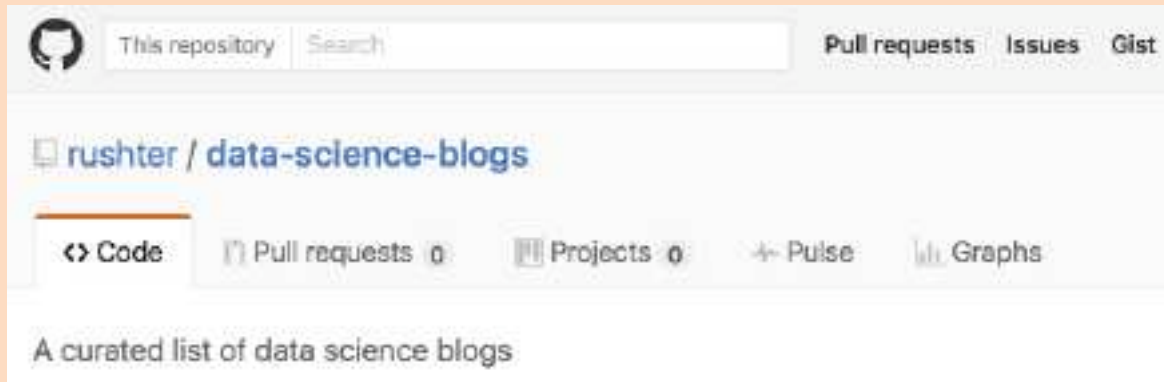 This repository Search Pull requests Issues Gist
rushter / data-science-blogs
<> Code Pull requests 0 Projects 0 Pulse Graphs
A curated list of data science blogs